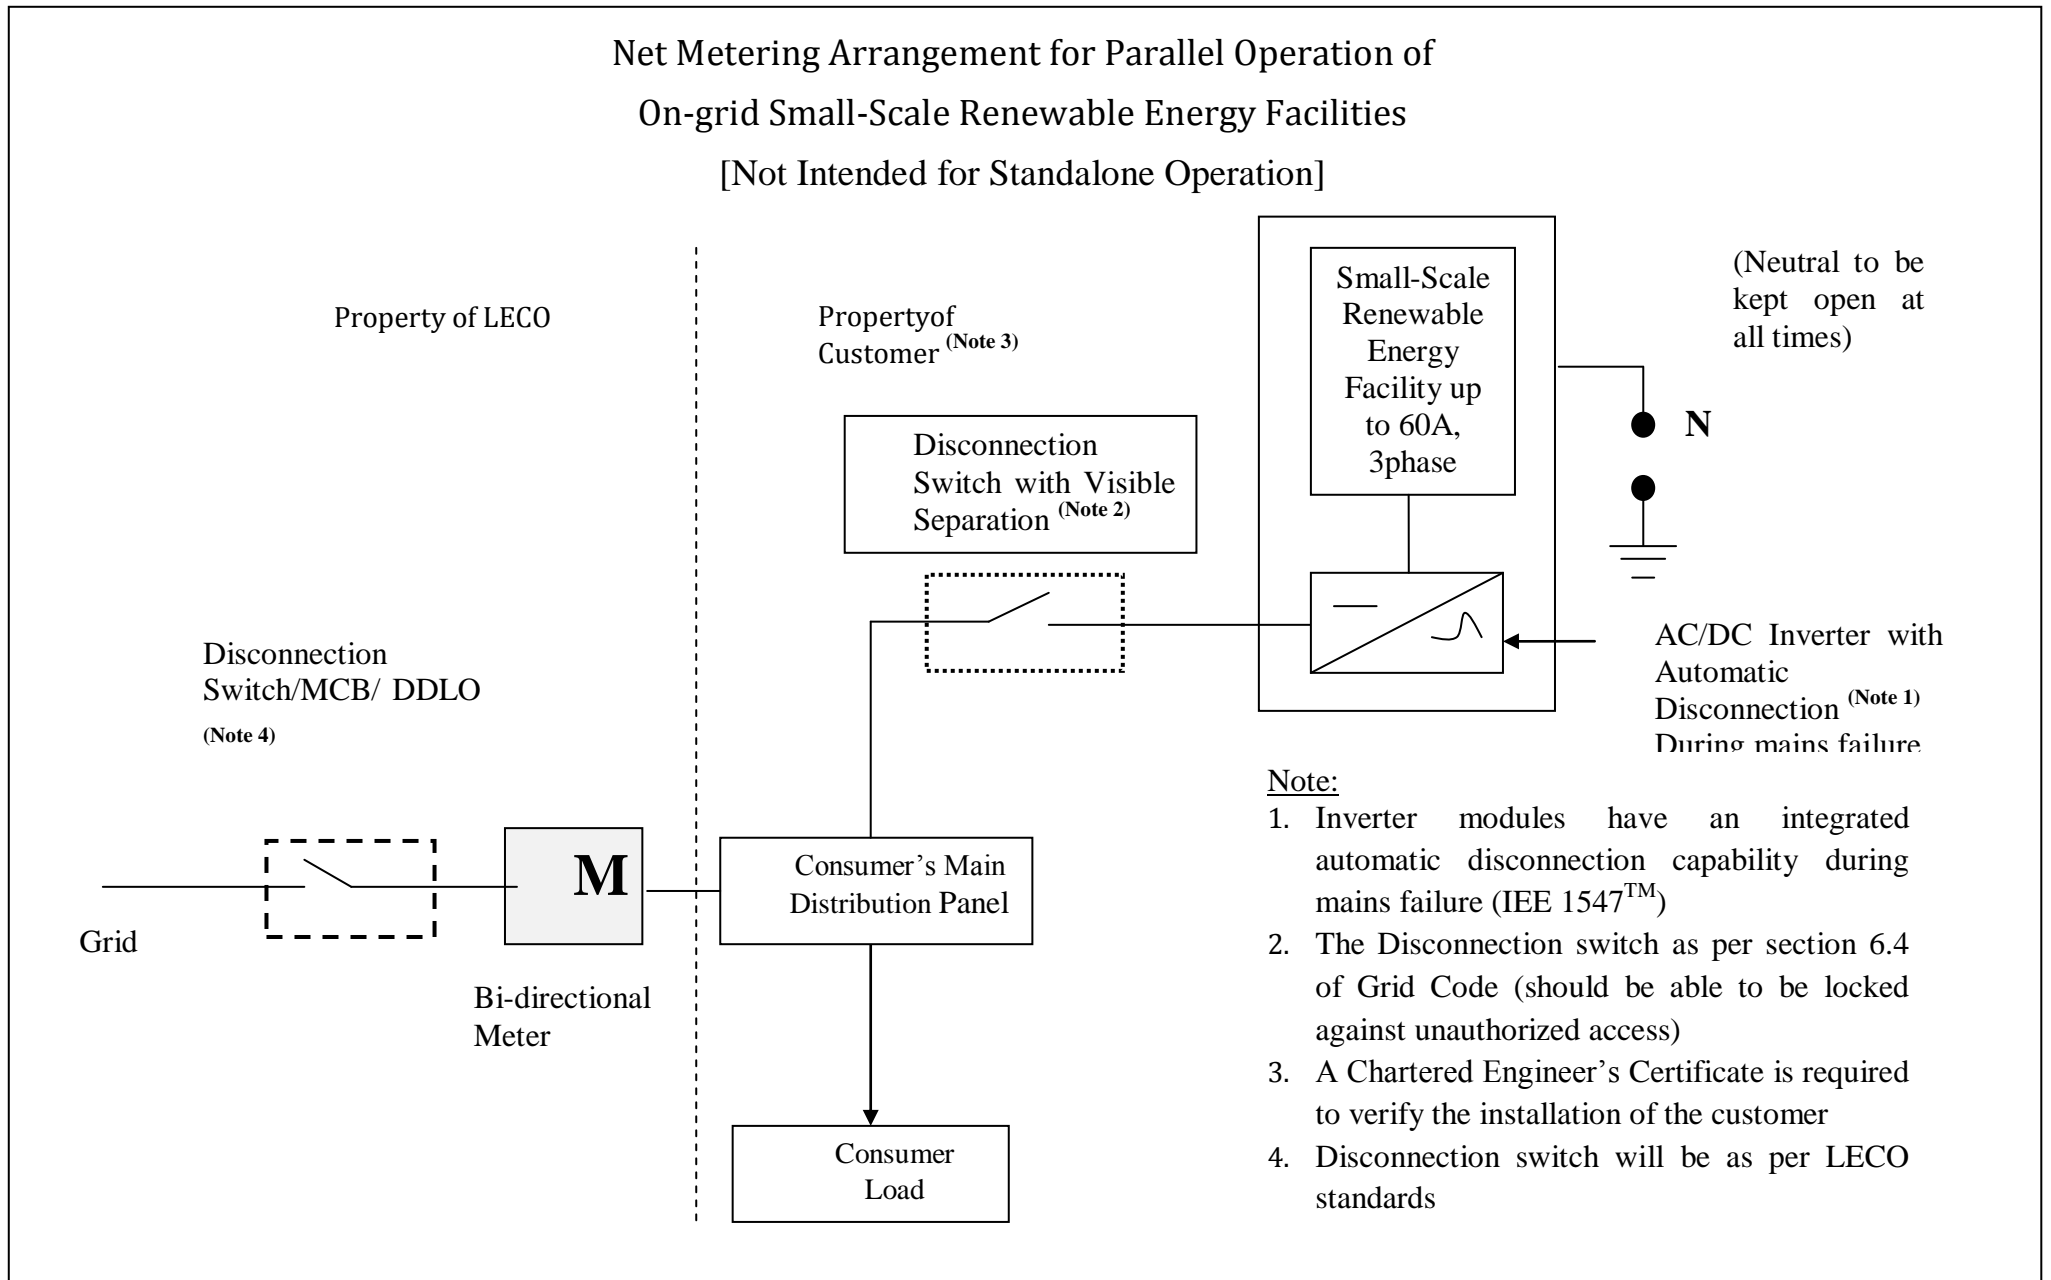 Net Metering Arrangement for Parallel Operation of
On-grid Small-Scale Renewable Energy Facilities
[Not Intended for Standalone Operation]
Property of LECO
Propertyof
Customer (Note 3)
Small-Scale
Renewable
Energy
Facility up
to 60A,
3phase
(Neutral to be
kept open at
all times)
N
Disconnection
Switch with Visible
Separation (Note 2)
Disconnection
Switch/MCB/ DDLO
(Note 4)
AC/DC Inverter with
Automatic
Disconnection (Note 1)
During mains failure
Grid
M
Bi-directional
Meter
Consumer’s Main
Distribution Panel
Consumer
Load
Note:
1. Inverter modules have an integrated
automatic disconnection capability during
mains failure (IEE 1547TM)
2. The Disconnection switch as per section 6.4
of Grid Code (should be able to be locked
against unauthorized access)
3. A Chartered Engineer’s Certificate is required
to verify the installation of the customer
4. Disconnection switch will be as per LECO
standards